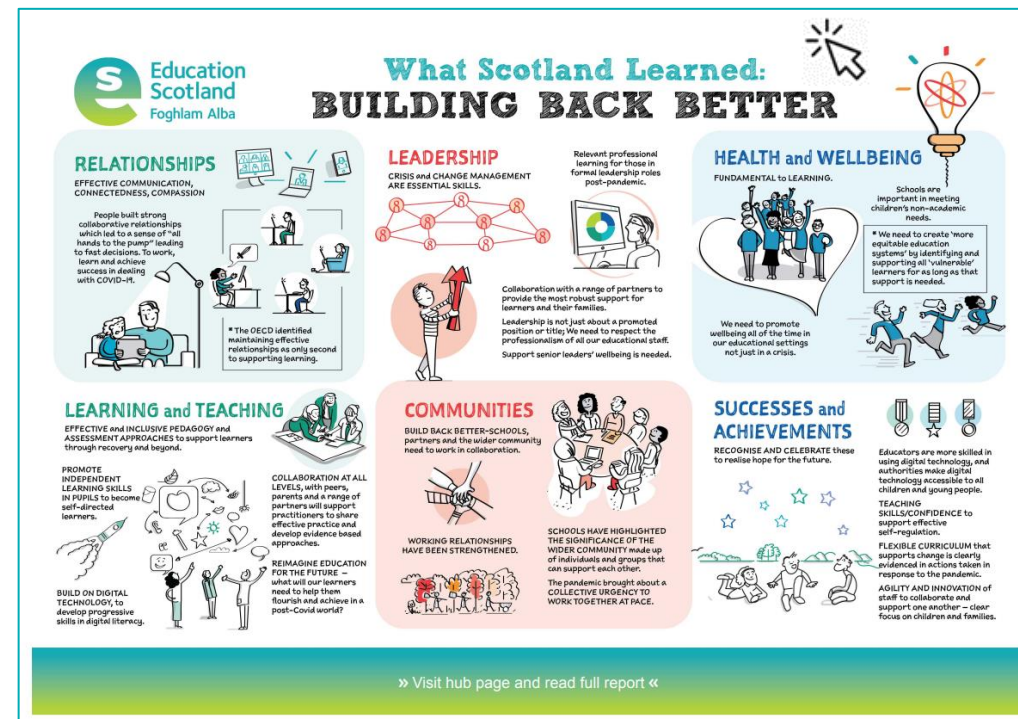 Education
Scotland
Foghlam Alba
What Scotland Learned:
BUILDING BACK BETTER
RELATIONSHIPS
EFFECTIVE COMMUNICATION,
CONNECTEDNESS, COMPASSION
People built strong
collaborative relationships
which led to a sense of "all
hands to the pump" leading
to fast decisions. To work,
learn and achieve
success in dealing
with COVID-19.
* The OECD identified
maintaining effective
relationships as only second
to supporting learning.
LEADERSHIP
CRISIS and CHANGE MANAGEMENT
ARE ESSENTIAL SKILLS.
Relevant professional
learning for those in
formal leadership roles
post-pandemic.
Collaboration with a range of partners to
provide the most robust support for
learners and their families.
Leadership is not just about a promoted
position or title; We need to respect the
professionalism of all our educational staff.
Support senior leaders' wellbeing is needed.
HEALTH and WELLBEING
FUNDAMENTAL to LEARNING.
Schools are
important in meeting
children's non-academic
needs.
* We need to create 'more
equitable education
systems' by identifying and
supporting all 'vulnerable'
learners for as long as that
support is needed.
We need to promote
wellbeing all of the time in
our educational settings
not just in a crisis.
LEARNING and TEACHING
EFFECTIVE and INCLUSIVE PEDAGOGY and
ASSESSMENT APPROACHES to support learners
through recovery and beyond.
PROMOTE
INDEPENDENT
LEARNING SKILLS
IN PUPILS to become
self-directed
learners.
BUILD ON DIGITAL
TECHNOLOGY, to
develop progressive
skills in digital literacy.
COLLABORATION AT ALL
LEVELS, with peers,
parents and a range of
partners will support
practitioners to share
effective practice and
develop evidence based
approaches.
REIMAGINE EDUCATION
FOR THE FUTURE –
what will our learners
need to help them
flourish and achieve in a
post-Covid world?
COMMUNITIES
BUILD BACK BETTER-SCHOOLS,
partners and the wider community
need to work in collaboration.
WORKING RELATIONSHIPS
HAVE BEEN STRENGTHENED.
SCHOOLS HAVE HIGHLIGHTED
THE SIGNIFICANCE OF THE
WIDER COMMUNITY made up
of individuals and groups that
can support each other.
The pandemic brought about a
COLLECTIVE URGENCY TO
WORK TOGETHER AT PACE.
SUCCESSES and
ACHIEVEMENTS
RECOGNISE AND CELEBRATE these
to realise hope for the future.
Educators are more skilled in
using digital technology, and
authorities make digital
technology accessible to all
children and young people.
TEACHING
SKILLS/CONFIDENCE to
support effective
self-regulation.
FLEXIBLE CURRICULUM that
supports change is clearly
evidenced in actions taken in
response to the pandemic.
AGILITY AND INNOVATION of
staff to collaborate and
support one another – clear
focus on children and families.
» Visit hub page and read full report «